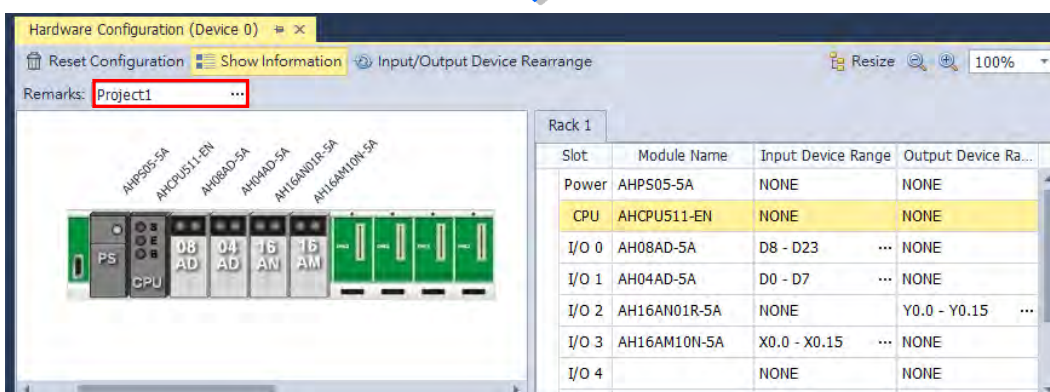 Hardware Configuration (Device 0)
Reset Configuration Show Information Input/Output Device Rearrange Resize 100%
Remarks: Project1 ...
AHPS05-5A AHCPU511-EN AH08AD-5A AH04AD-5A AH16AN01R-5A AH16AM10N-5A
PS CPU 08 AD 04 AD 16 AN 16 AM
S
E
B
Rack 1
Slot Module Name Input Device Range Output Device Ra...
Power AHPS05-5A NONE NONE
CPU AHCPU511-EN NONE NONE
I/O 0 AH08AD-5A D8 - D23 ... NONE
I/O 1 AH04AD-5A D0 - D7 ... NONE
I/O 2 AH16AN01R-5A NONE Y0.0 - Y0.15 ...
I/O 3 AH16AM10N-5A X0.0 - X0.15 ... NONE
I/O 4 NONE NONE